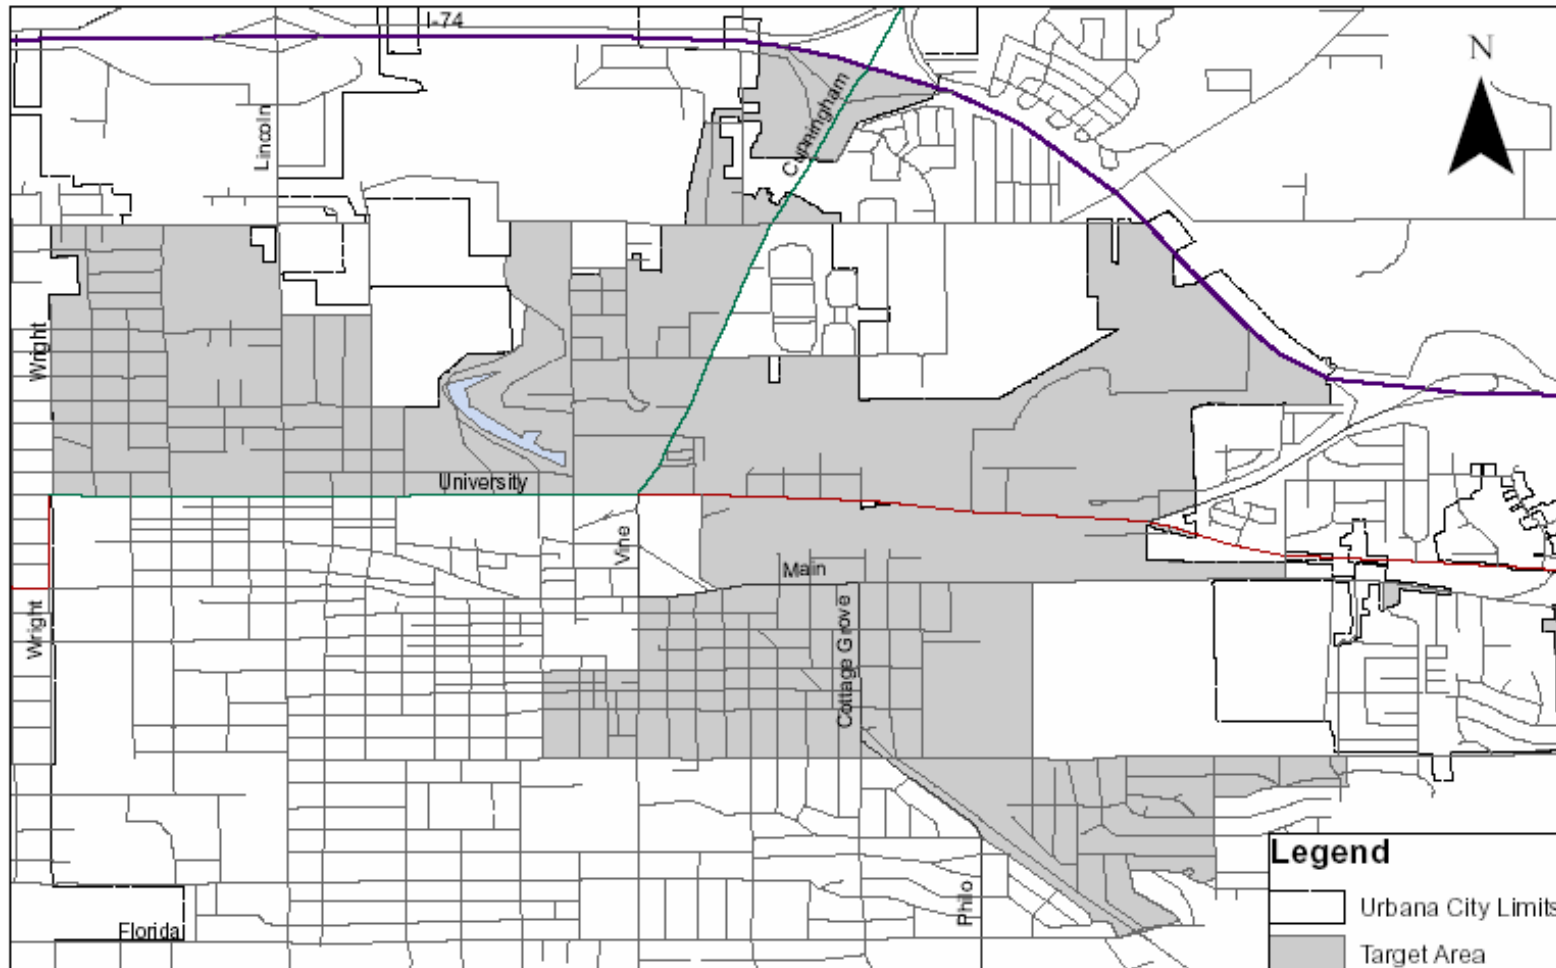 I-74
N
Lincoln
Cunningham
Wright
University
Vine
Main
Wright
Cottage Grove
Philo
Florida
Legend
Urbana City Limits
Target Area